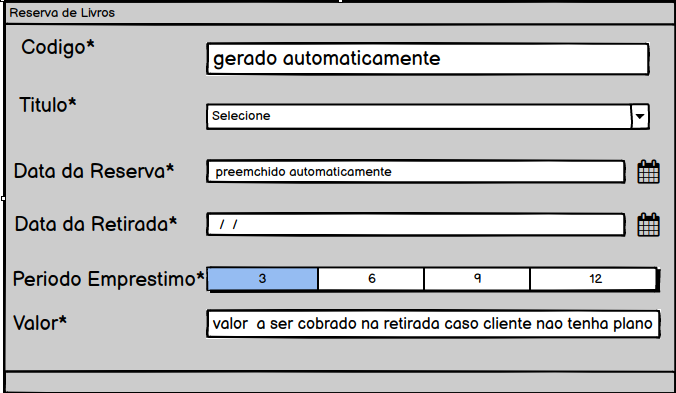 Reserva de Livros
Codigo*
gerado automaticamente
Titulo*
Selecione
Data da Reserva*
preemchido automaticamente
Data da Retirada*
/ /
Periodo Emprestimo*
3 6 9 12
Valor*
valor a ser cobrado na retirada caso cliente nao tenha plano